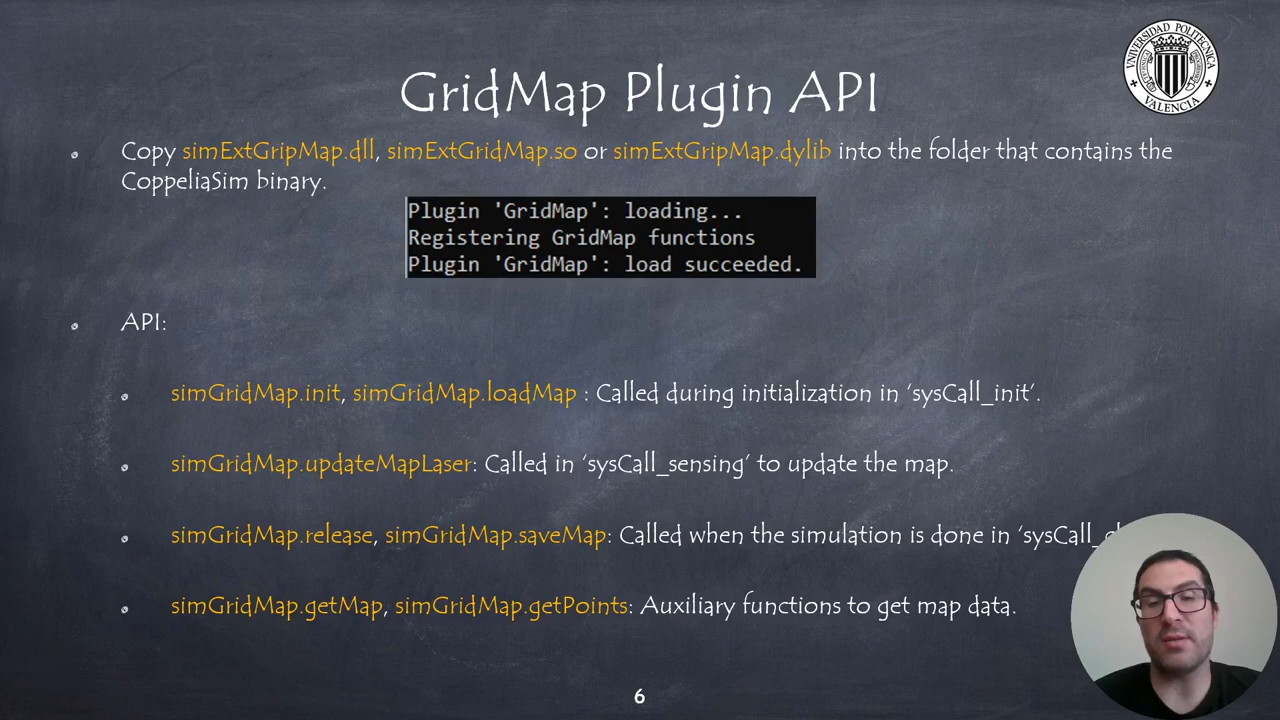 UNIVERSIDAD POLITECNICA
VALENCIA
GridMap Plugin API
Copy simExtGripMap.dll, simExtGridMap.so or simExtGripMap.dylib into the folder that contains the
CoppeliaSim binary.
Plugin 'GridMap': loading...
Registering GridMap functions
Plugin 'GridMap': load succeeded.
API:
simGridMap.init, simGridMap.loadMap : Called during initialization in ‘sysCall_init’.
simGridMap.updateMapLaser: Called in ‘sysCall_sensing’ to update the map.
simGridMap.release, simGridMap.saveMap: Called when the simulation is done in
simGridMap.getMap, simGridMap.getPoints: Auxiliary functions to get map data.
6